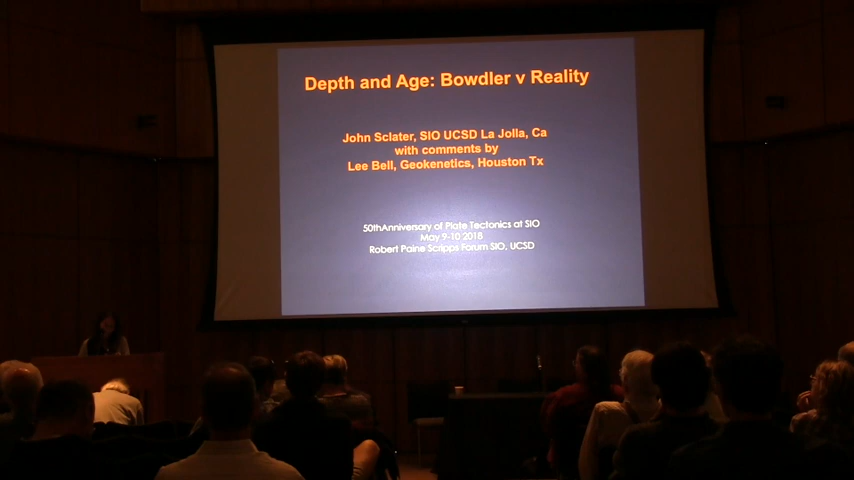 Depth and Age: Bowdler v Reality
John Sclater, SIO UCSD La Jolla, Ca
with comments by
Lee Bell, Geokenetics, Houston Tx
50thAnniversary of Plate Tectonics at SIO
May 9-10 2018
Robert Paine Scripps Forum SIO, UCSD